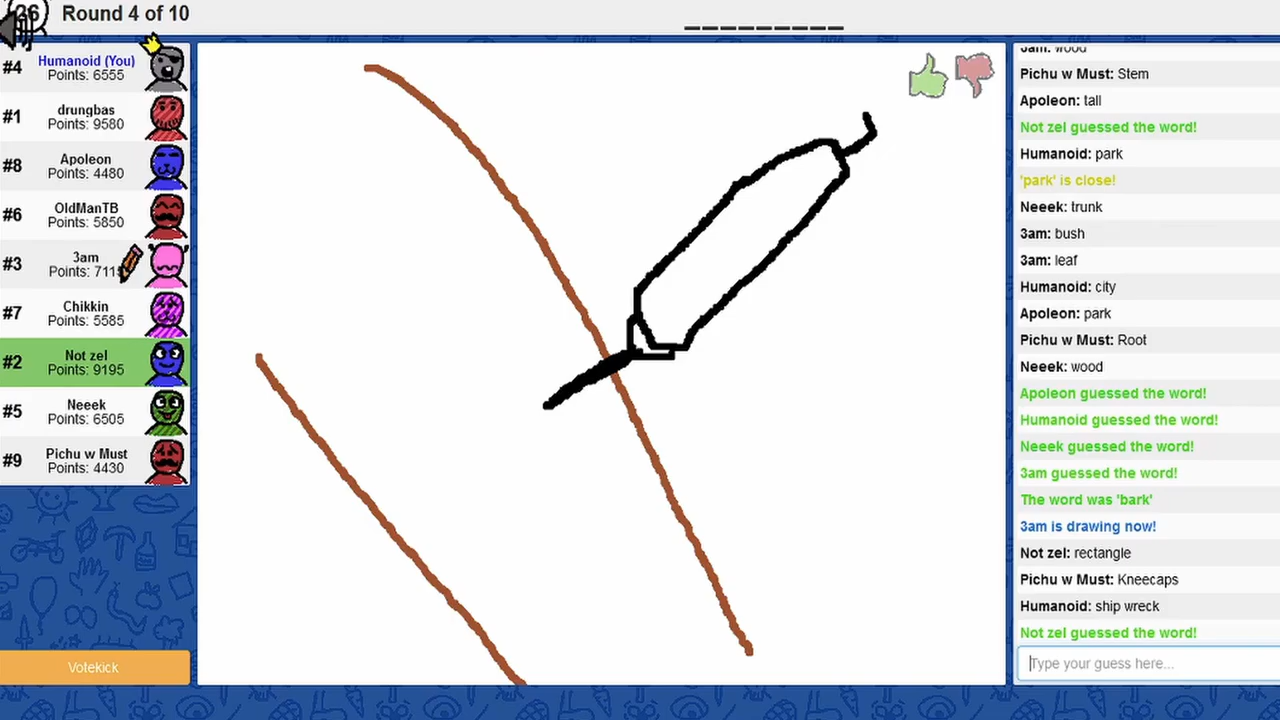 26 Round 4 of 10
_ _ _ _ _ _ _ _ _
#4 Humanoid (You)
Points: 6555
#1 drungbas
Points: 9580
#8 Apoleon
Points: 4480
#6 OldManTB
Points: 5850
#3 3am
Points: 711
#7 Chikkin
Points: 5585
#2 Not zel
Points: 9195
#5 Neeek
Points: 6505
#9 Pichu w Must
Points: 4430
Votekick
3am: wood
Pichu w Must: Stem
Apoleon: tall
Not zel guessed the word!
Humanoid: park
'park' is close!
Neeek: trunk
3am: bush
3am: leaf
Humanoid: city
Apoleon: park
Pichu w Must: Root
Neeek: wood
Apoleon guessed the word!
Humanoid guessed the word!
Neeek guessed the word!
3am guessed the word!
The word was 'bark'
3am is drawing now!
Not zel: rectangle
Pichu w Must: Kneecaps
Humanoid: ship wreck
Not zel guessed the word!
Type your guess here...